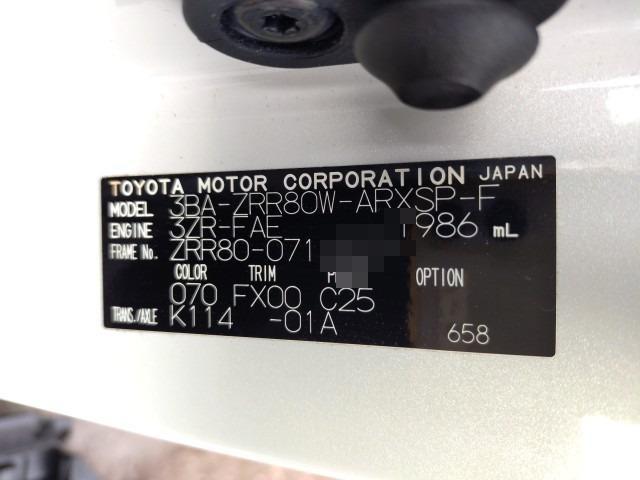 TOYOTA MOTOR CORPORATION JAPAN
MODEL 3BA-ZRR80W-ARXSP-F
ENGINE 3ZR-FAE 1986 mL
FRAME No. ZRR80-071
COLOR TRIM OPTION
070 FX00 C25
TRANS./AXLE K114 -01A
658